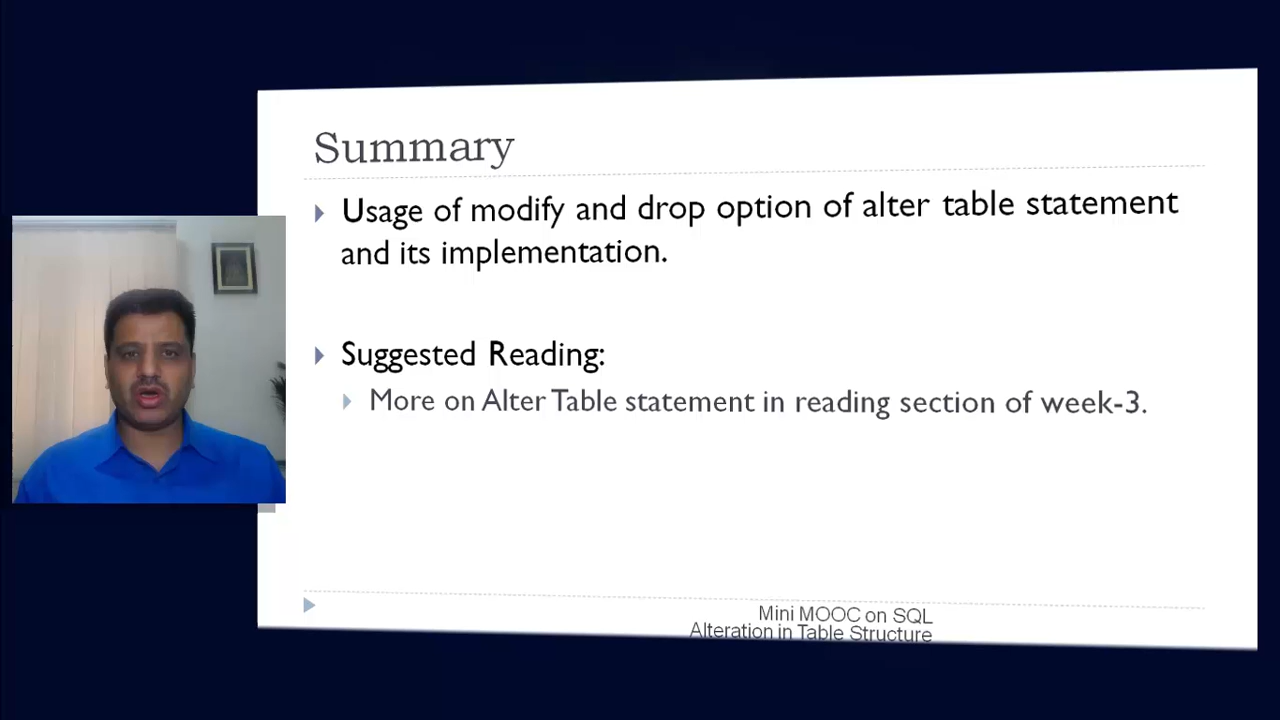 Summary
Usage of modify and drop option of alter table statement
and its implementation.
Suggested Reading:
More on Alter Table statement in reading section of week-3.
Mini MOOC on SQL
Alteration in Table Structure